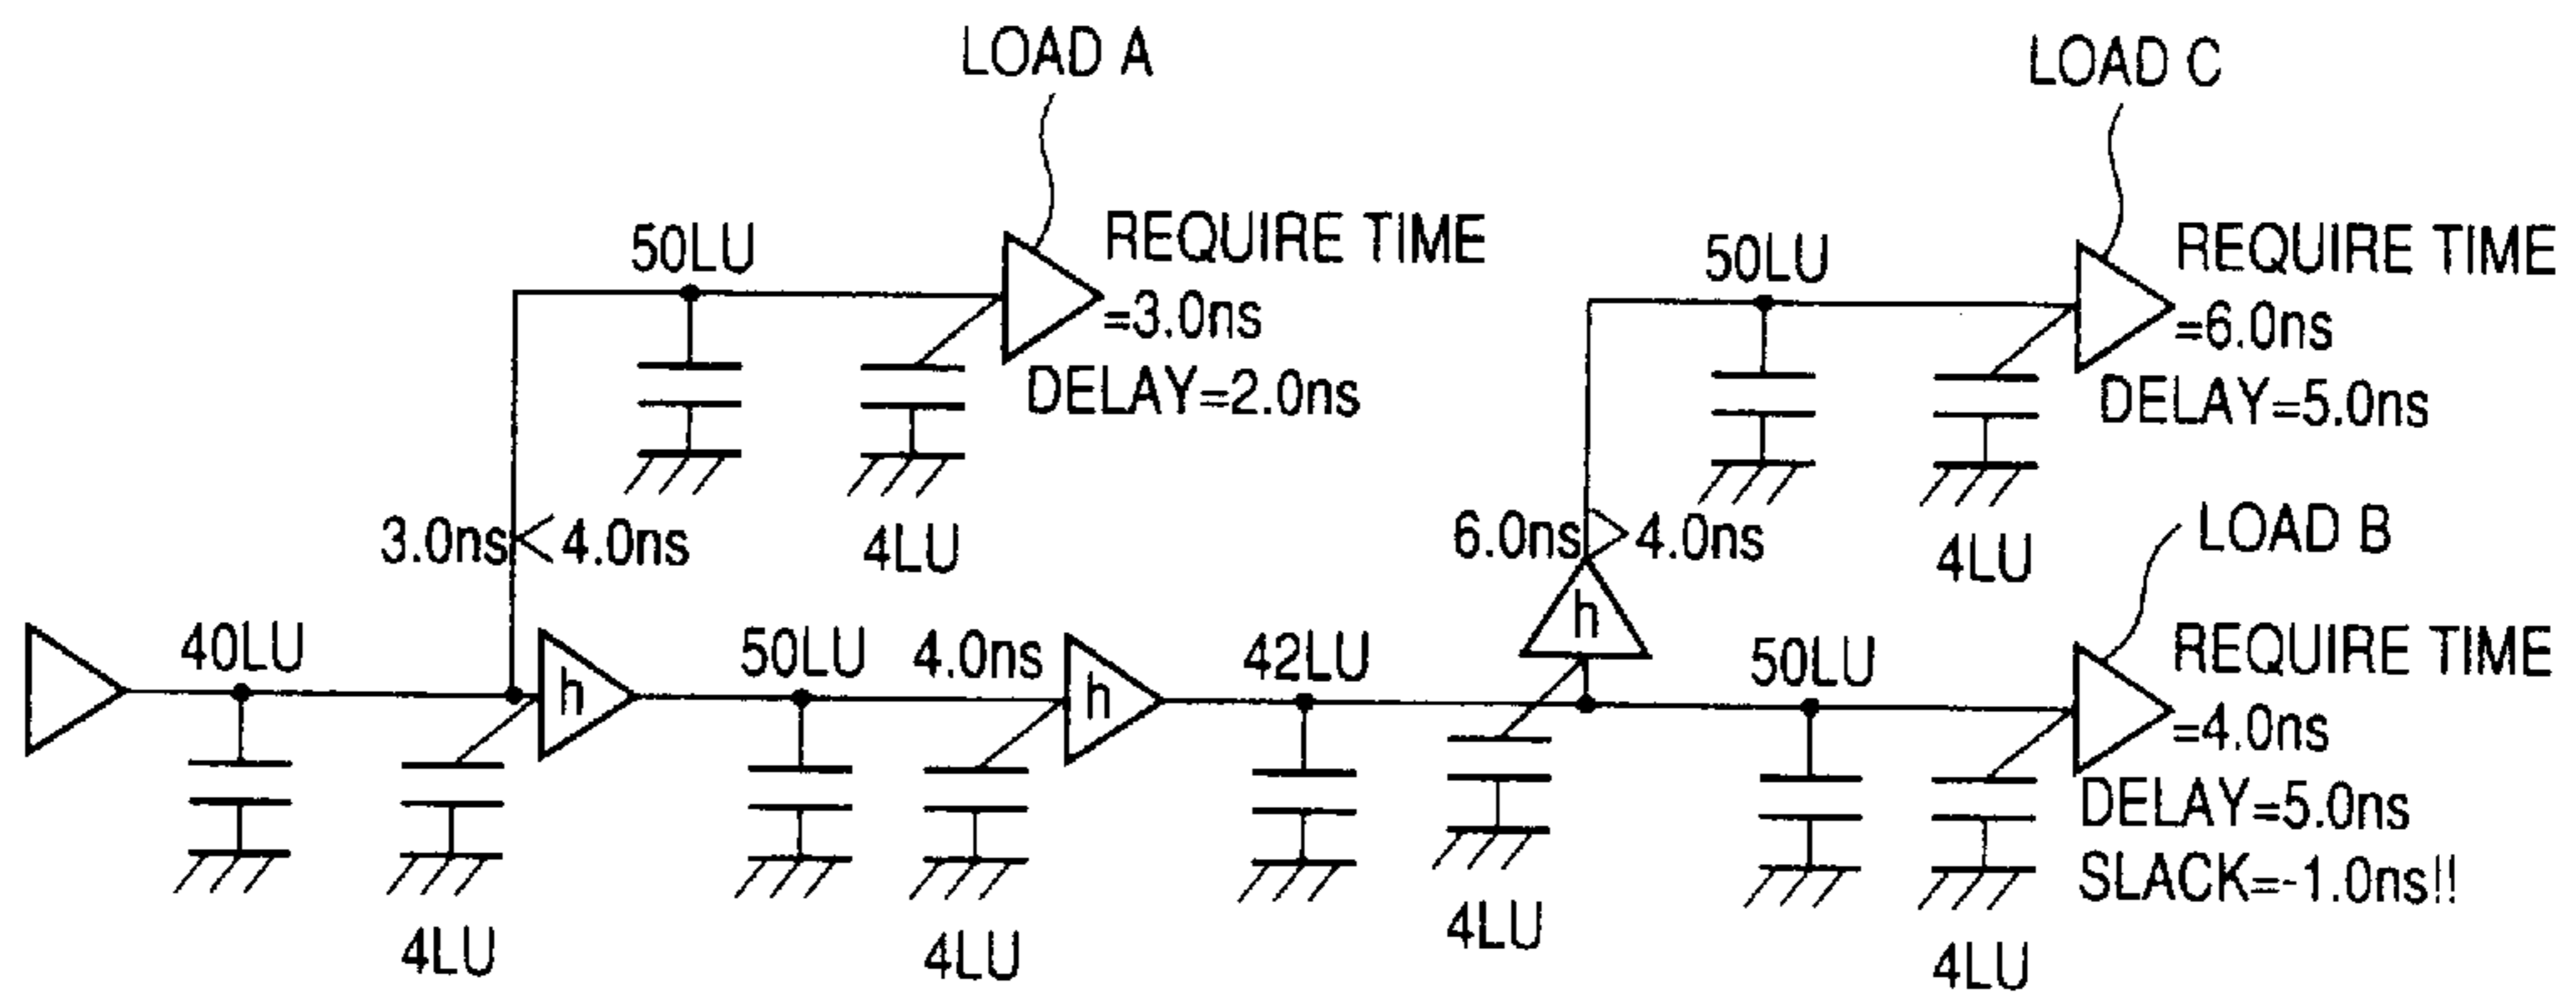 LOAD A
LOAD C
50LU
REQUIRE TIME
=3.0ns
DELAY=2.0ns
50LU
REQUIRE TIME
=6.0ns
DELAY=5.0ns
3.0ns < 4.0ns
4LU
6.0ns > 4.0ns
4LU
LOAD B
h
40LU
h
50LU
4.0ns
h
42LU
50LU
REQUIRE TIME
=4.0ns
DELAY=5.0ns
SLACK=-1.0ns!!
4LU
4LU
4LU
4LU